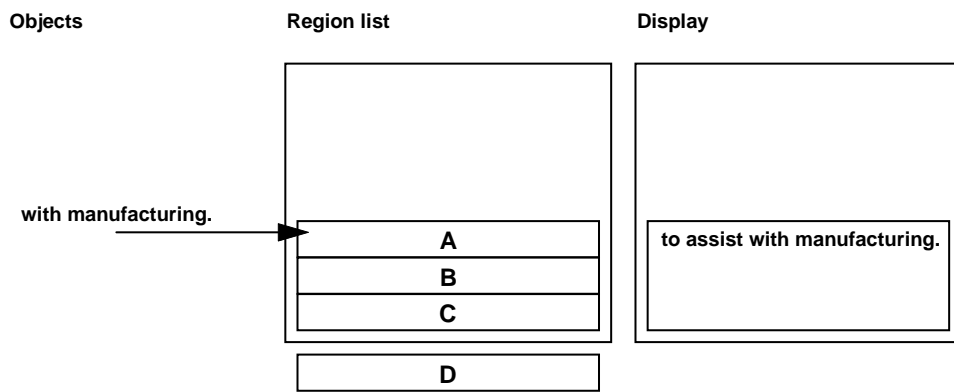 Objects
Region list
Display
with manufacturing.
A
B
C
D
to assist with manufacturing.